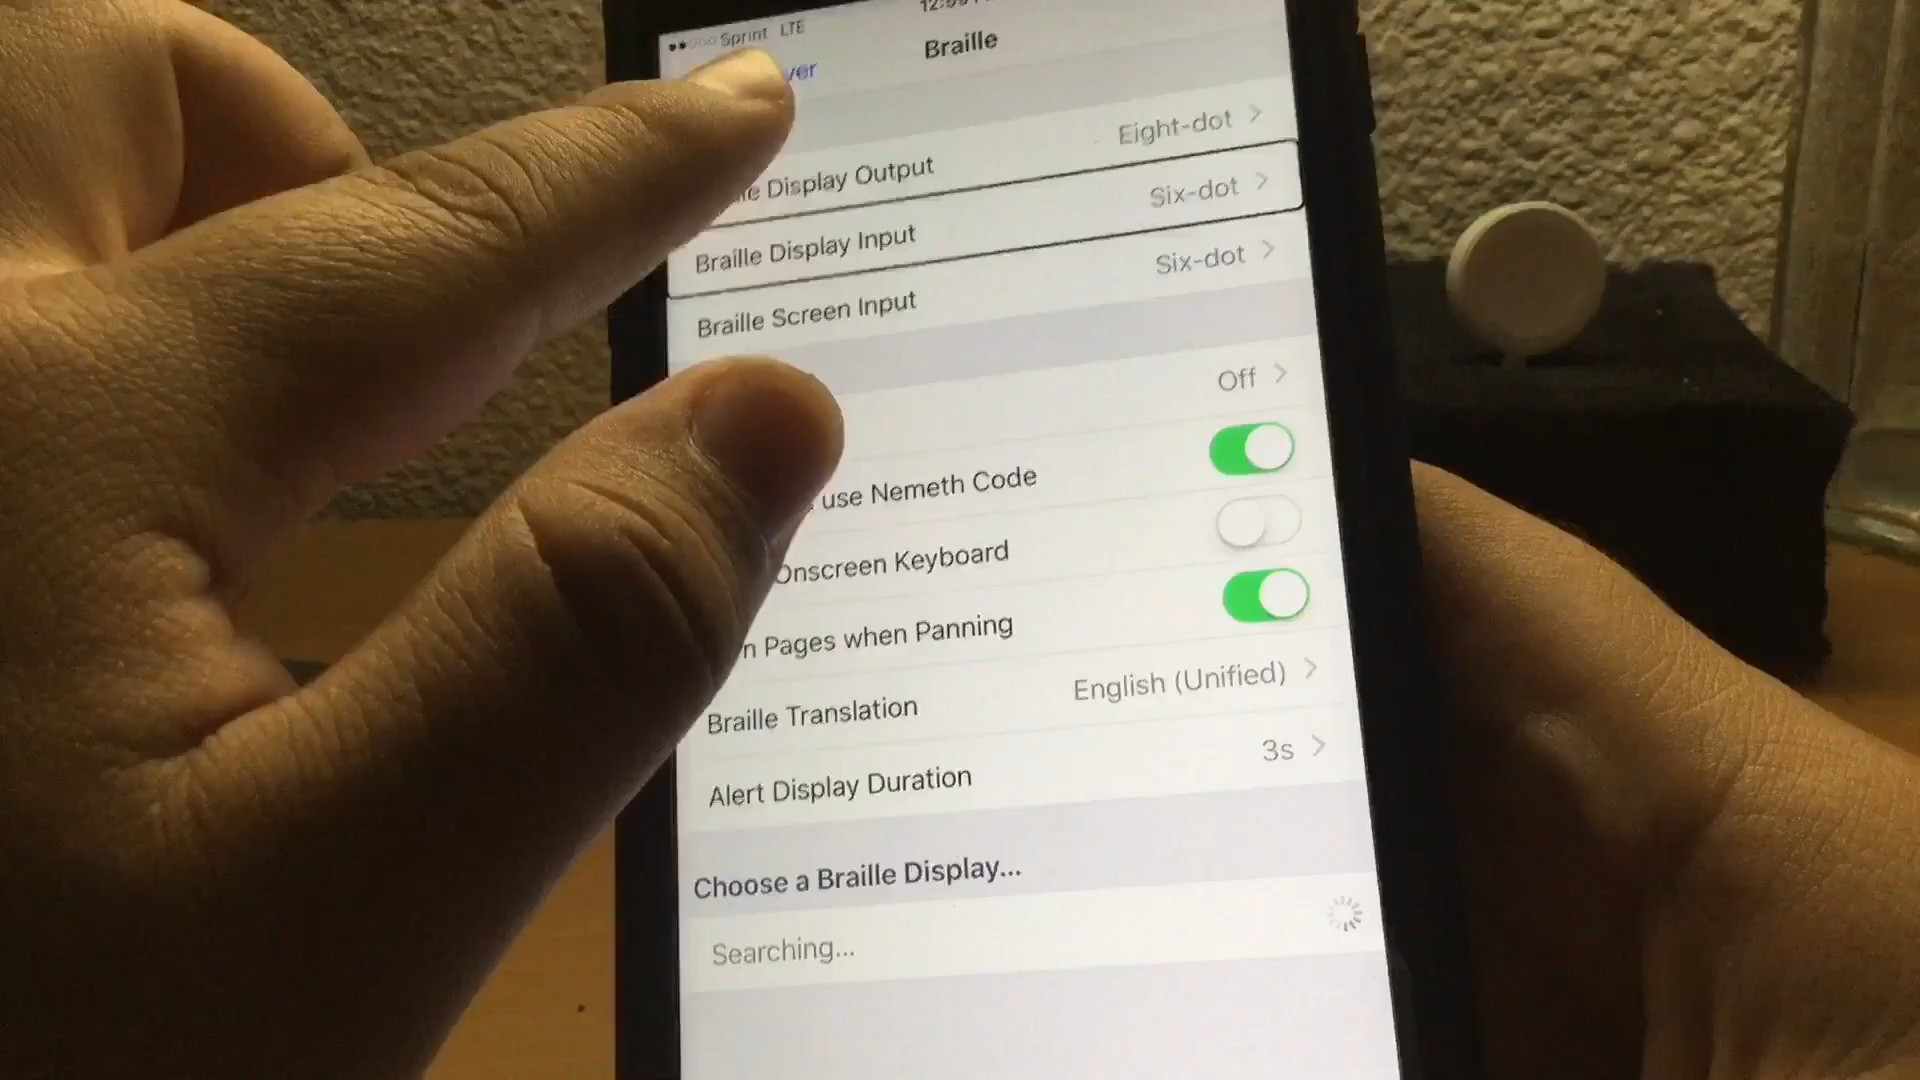 Sprint LTE
Braille
Display Output Eight-dot
Braille Display Input Six-dot
Braille Screen Input Six-dot
Off
use Nemeth Code
Onscreen Keyboard
Pages when Panning
Braille Translation English (Unified)
Alert Display Duration 3s
Choose a Braille Display...
Searching...